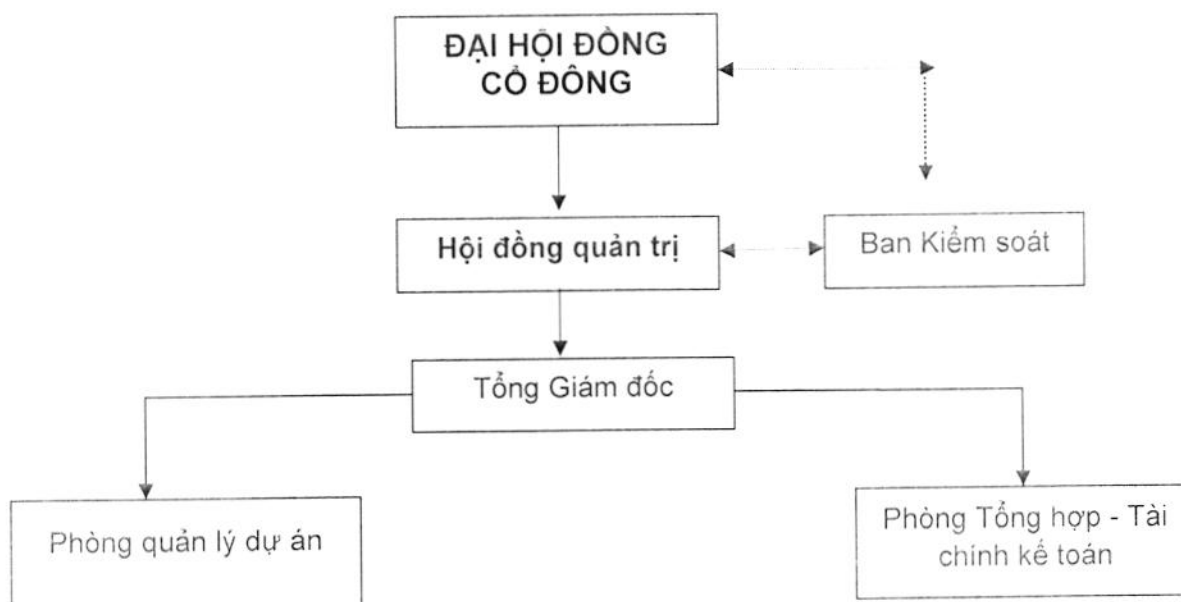 ĐẠI HỘI ĐỒNG
CỔ ĐÔNG
Hội đồng quản trị
Ban Kiểm soát
Tổng Giám đốc
Phòng quản lý dự án
Phòng Tổng hợp - Tài
chính kế toán